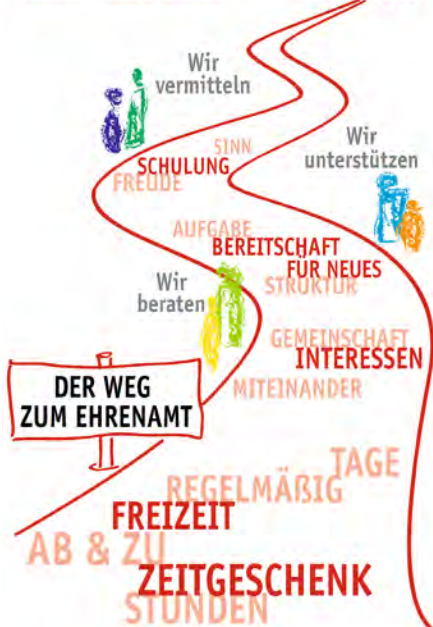 Wir
vermitteln
SINN
SCHULUNG
FREUDE
Wir
unterstützen
AUFGABE
BEREITSCHAFT
FÜR NEUES
STRUKTUR
Wir
beraten
GEMEINSCHAFT
INTERESSEN
MITEINANDER
DER WEG
ZUM EHRENAMT
TAGE
REGELMÄßIG
FREIZEIT
AB & ZU
ZEITGESCHENK
STUNDEN